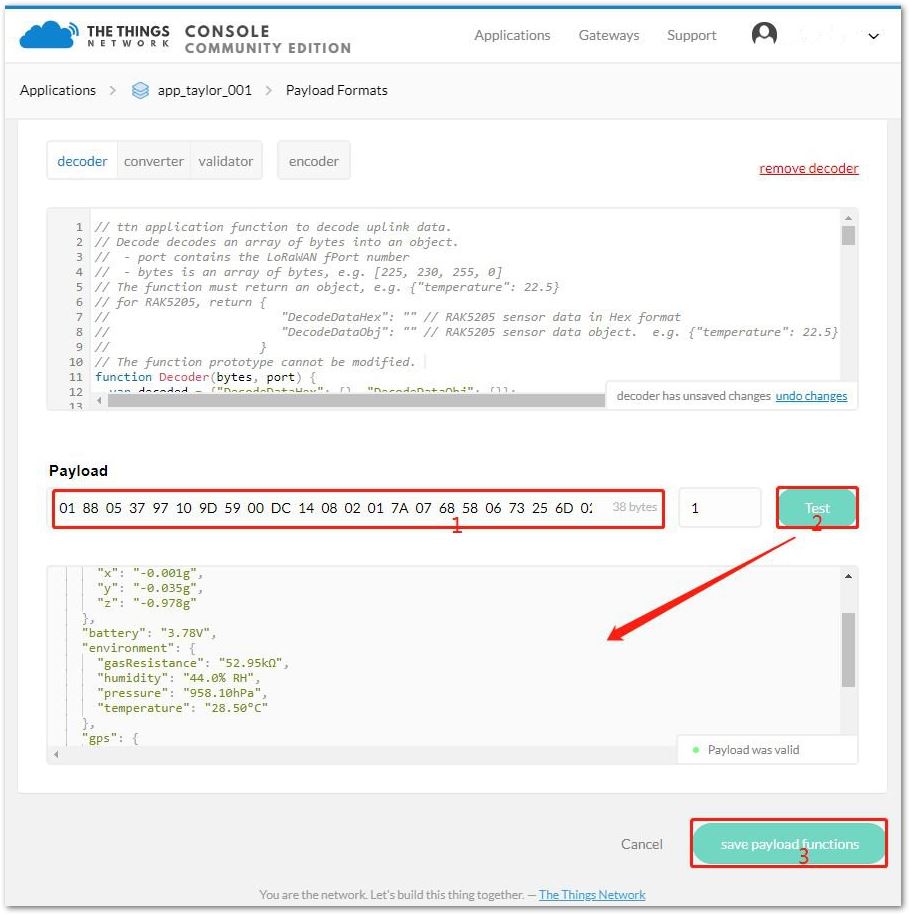 THE THINGS
NETWORK
CONSOLE
COMMUNITY EDITION
Applications
Gateways
Support
Applications > app_taylor_001 > Payload Formats
decoder
converter
validator
encoder
remove decoder
1 // ttn application function to decode uplink data.
2 // Decode decodes an array of bytes into an object.
3 // - port contains the LoRaWAN fPort number
4 // - bytes is an array of bytes, e.g. [225, 230, 255, 0]
5 // The function must return an object, e.g. {"temperature": 22.5}
6 // for RAK5205, return {
7 // "DecodeDataHex": "" // RAK5205 sensor data in Hex format
8 // "DecodeDataObj": "" // RAK5205 sensor data object. e.g. {"temperature": 22.5}
9 // }
10 // The function prototype cannot be modified.
11 function Decoder(bytes, port) {
12 var decoded = {"DecodeDataHex": {}, "DecodeDataObj": {}};
13
decoder has unsaved changes undo changes
Payload
01 88 05 37 97 10 9D 59 00 DC 14 08 02 01 7A 07 68 58 06 73 25 6D 02
38 bytes
1
Test
1
2
"x": "-0.001g",
"y": "-0.035g",
"z": "-0.978g"
},
"battery": "3.78V",
"environment": {
"gasResistance": "52.95kΩ",
"humidity": "44.0% RH",
"pressure": "958.10hPa",
"temperature": "28.50°C"
},
"gps": {
Payload was valid
Cancel
save payload functions
3
You are the network. Let's build this thing together. — The Things Network